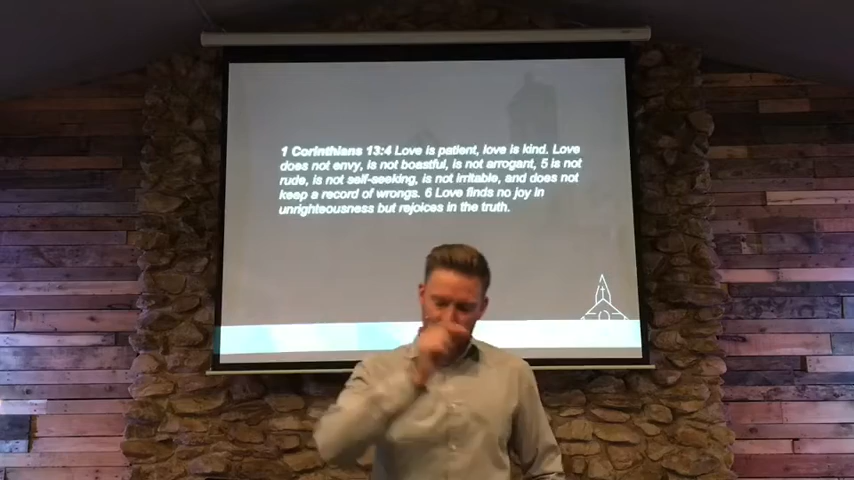 1 Corinthians 13:4 Love is patient, love is kind. Love
does not envy, is not boastful, is not arrogant, 5 is not
rude, is not self-seeking, is not irritable, and does not
keep a record of wrongs. 6 Love finds no joy in
unrighteousness but rejoices in the truth.